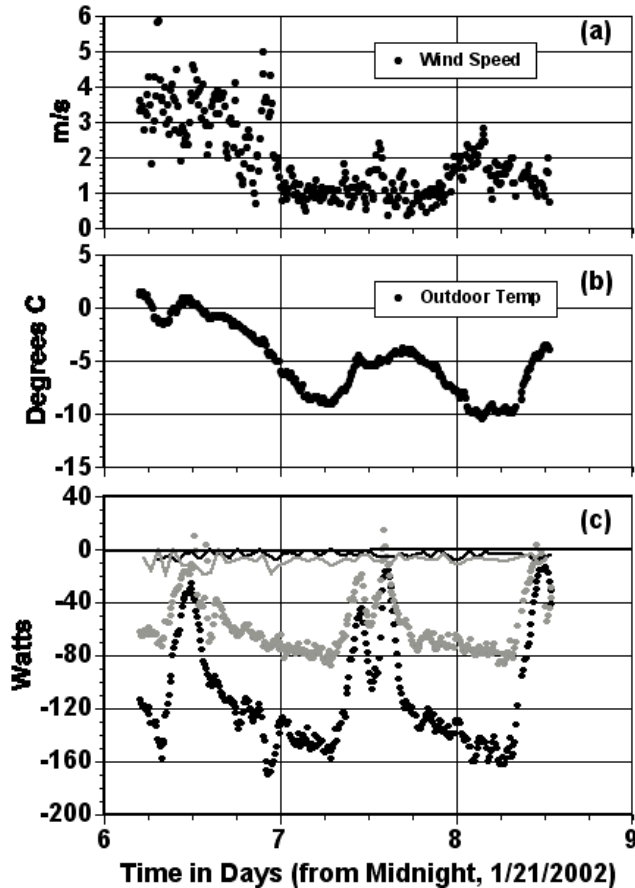 6
(a)
5
Wind Speed
4
m/s
3
2
1
0
5
(b)
0
Outdoor Temp
Degrees C
-5
-10
-15
40
(c)
0
-40
Watts
-80
-120
-160
-200
6 7 8 9
Time in Days (from Midnight, 1/21/2002)